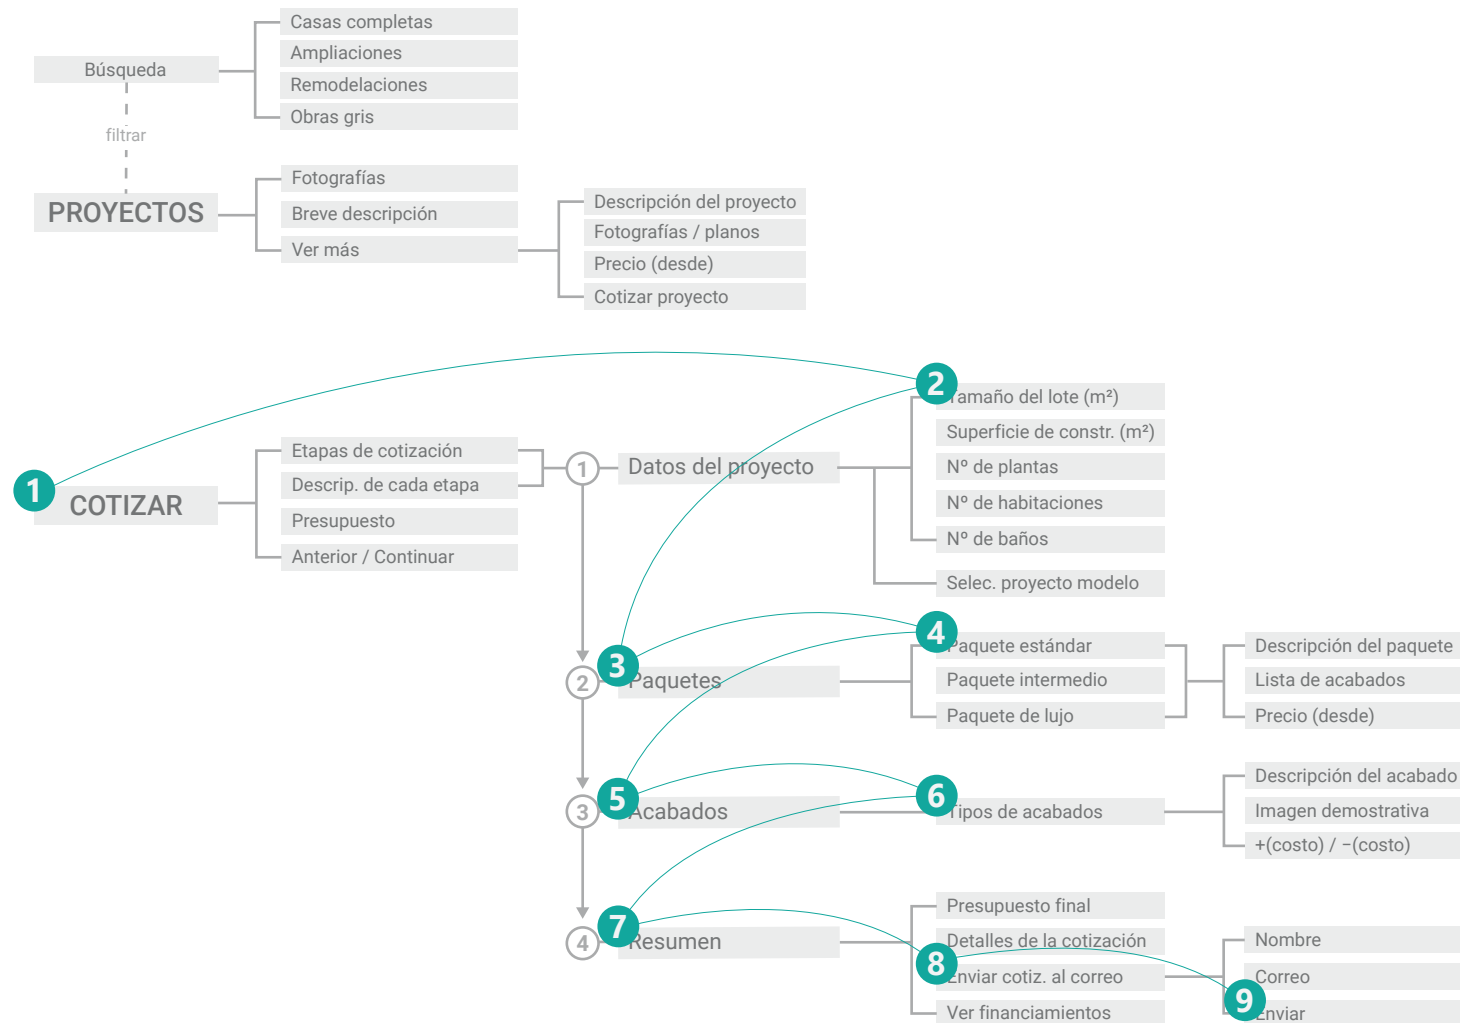 Búsqueda
Casas completas
Ampliaciones
Remodelaciones
Obras gris
filtrar
PROYECTOS
Fotografías
Breve descripción
Ver más
Descripción del proyecto
Fotografías / planos
Precio (desde)
Cotizar proyecto
1
COTIZAR
Etapas de cotización
Descrip. de cada etapa
Presupuesto
Anterior / Continuar
1
Datos del proyecto
2
Tamaño del lote (m²)
Superficie de constr. (m²)
Nº de plantas
Nº de habitaciones
Nº de baños
Selec. proyecto modelo
2
3
Paquetes
4
Paquete estándar
Paquete intermedio
Paquete de lujo
Descripción del paquete
Lista de acabados
Precio (desde)
3
5
Acabados
6
Tipos de acabados
Descripción del acabado
Imagen demostrativa
+(costo) / −(costo)
4
7
Resumen
Presupuesto final
Detalles de la cotización
8
Enviar cotiz. al correo
Ver financiamientos
Nombre
Correo
9
Enviar